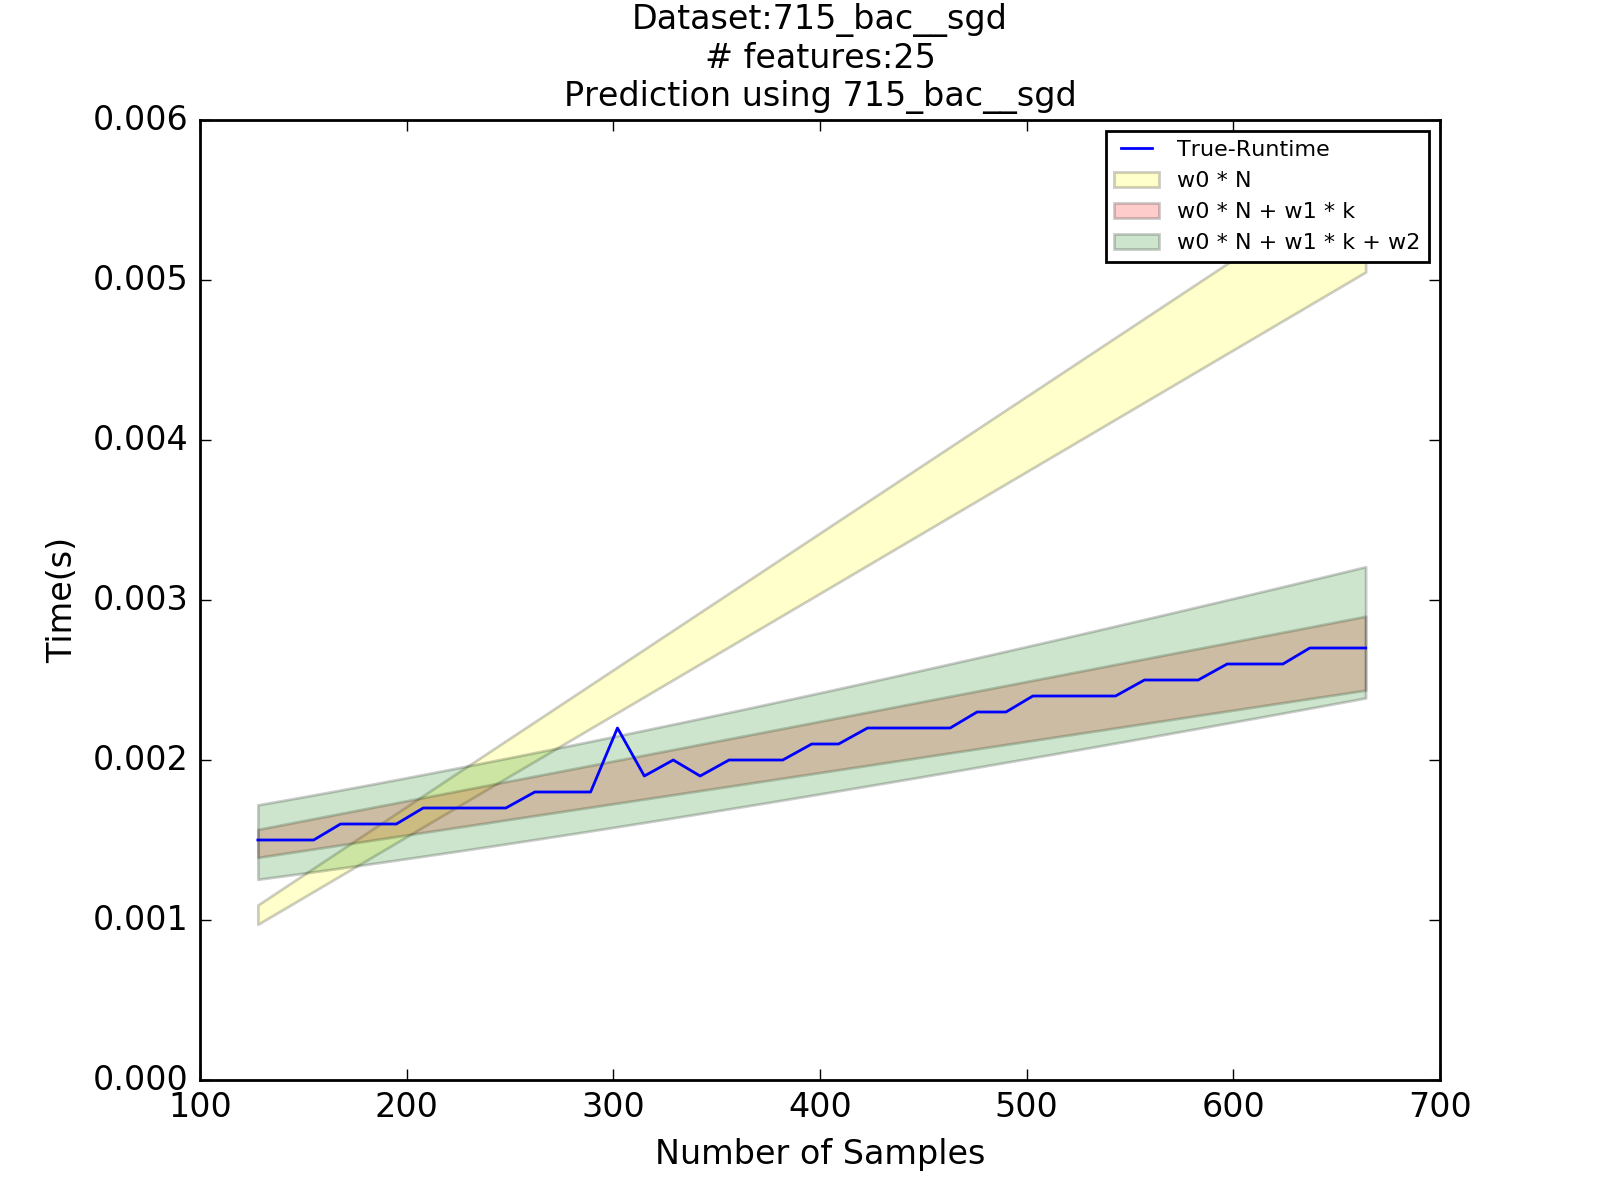 Dataset:715_bac__sgd
# features:25
Prediction using 715_bac__sgd
0.006
0.005
0.004
0.003
0.002
0.001
0.000
Time(s)
True-Runtime
w0 * N
w0 * N + w1 * k
w0 * N + w1 * k + w2
100 200 300 400 500 600 700
Number of Samples